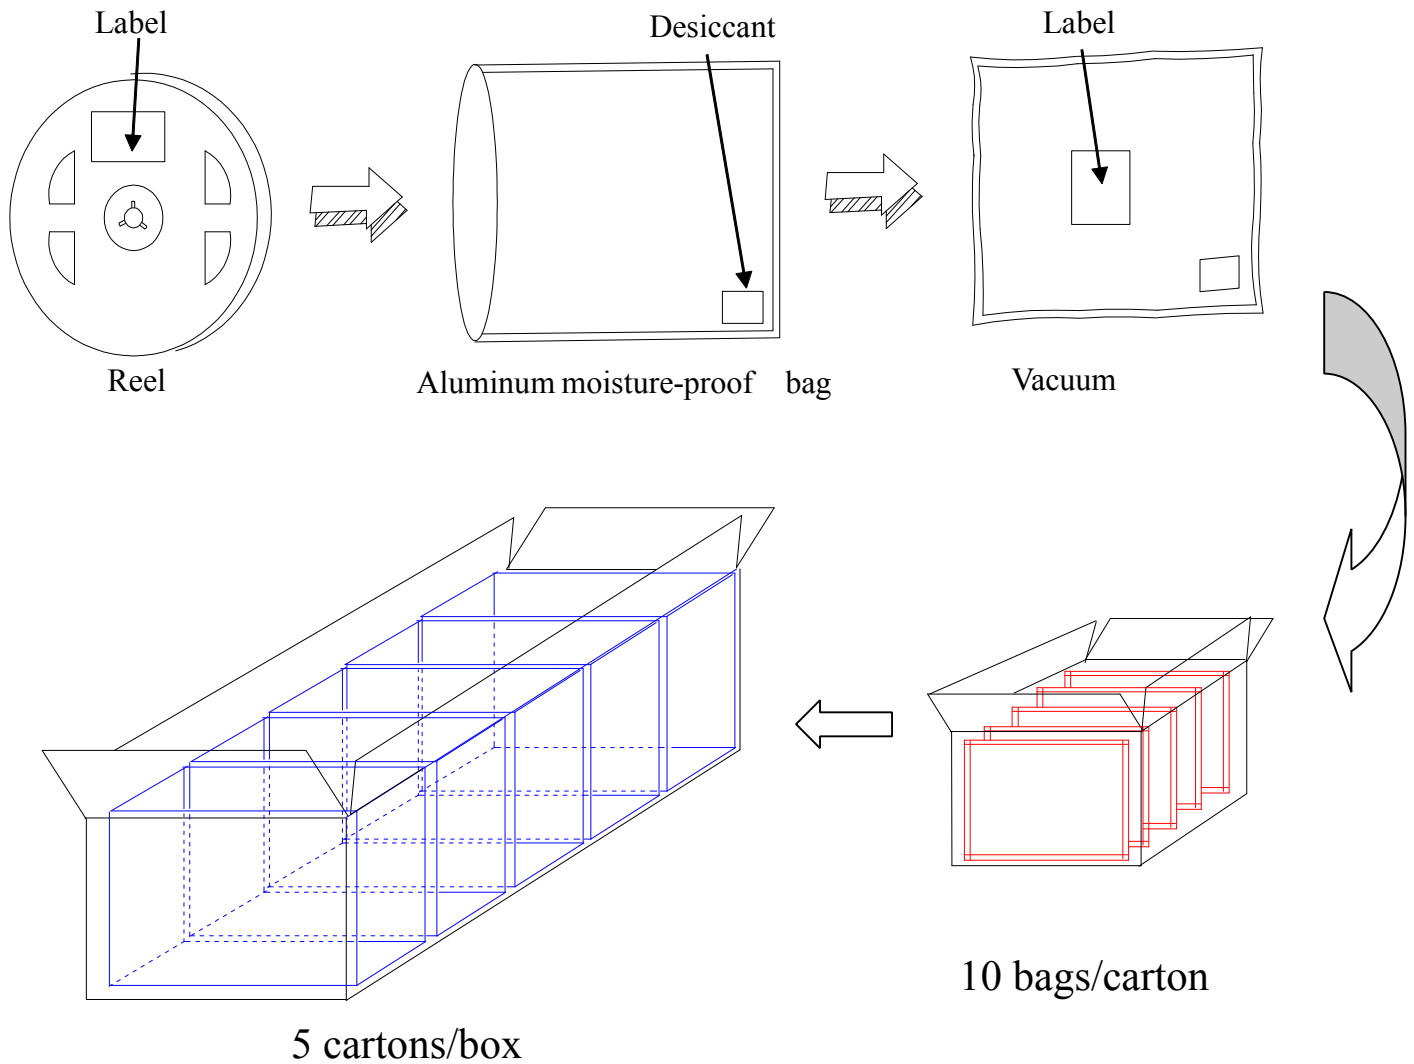 Label
Desiccant
Label
Reel
Aluminum moisture-proof bag
Vacuum
10 bags/carton
5 cartons/box